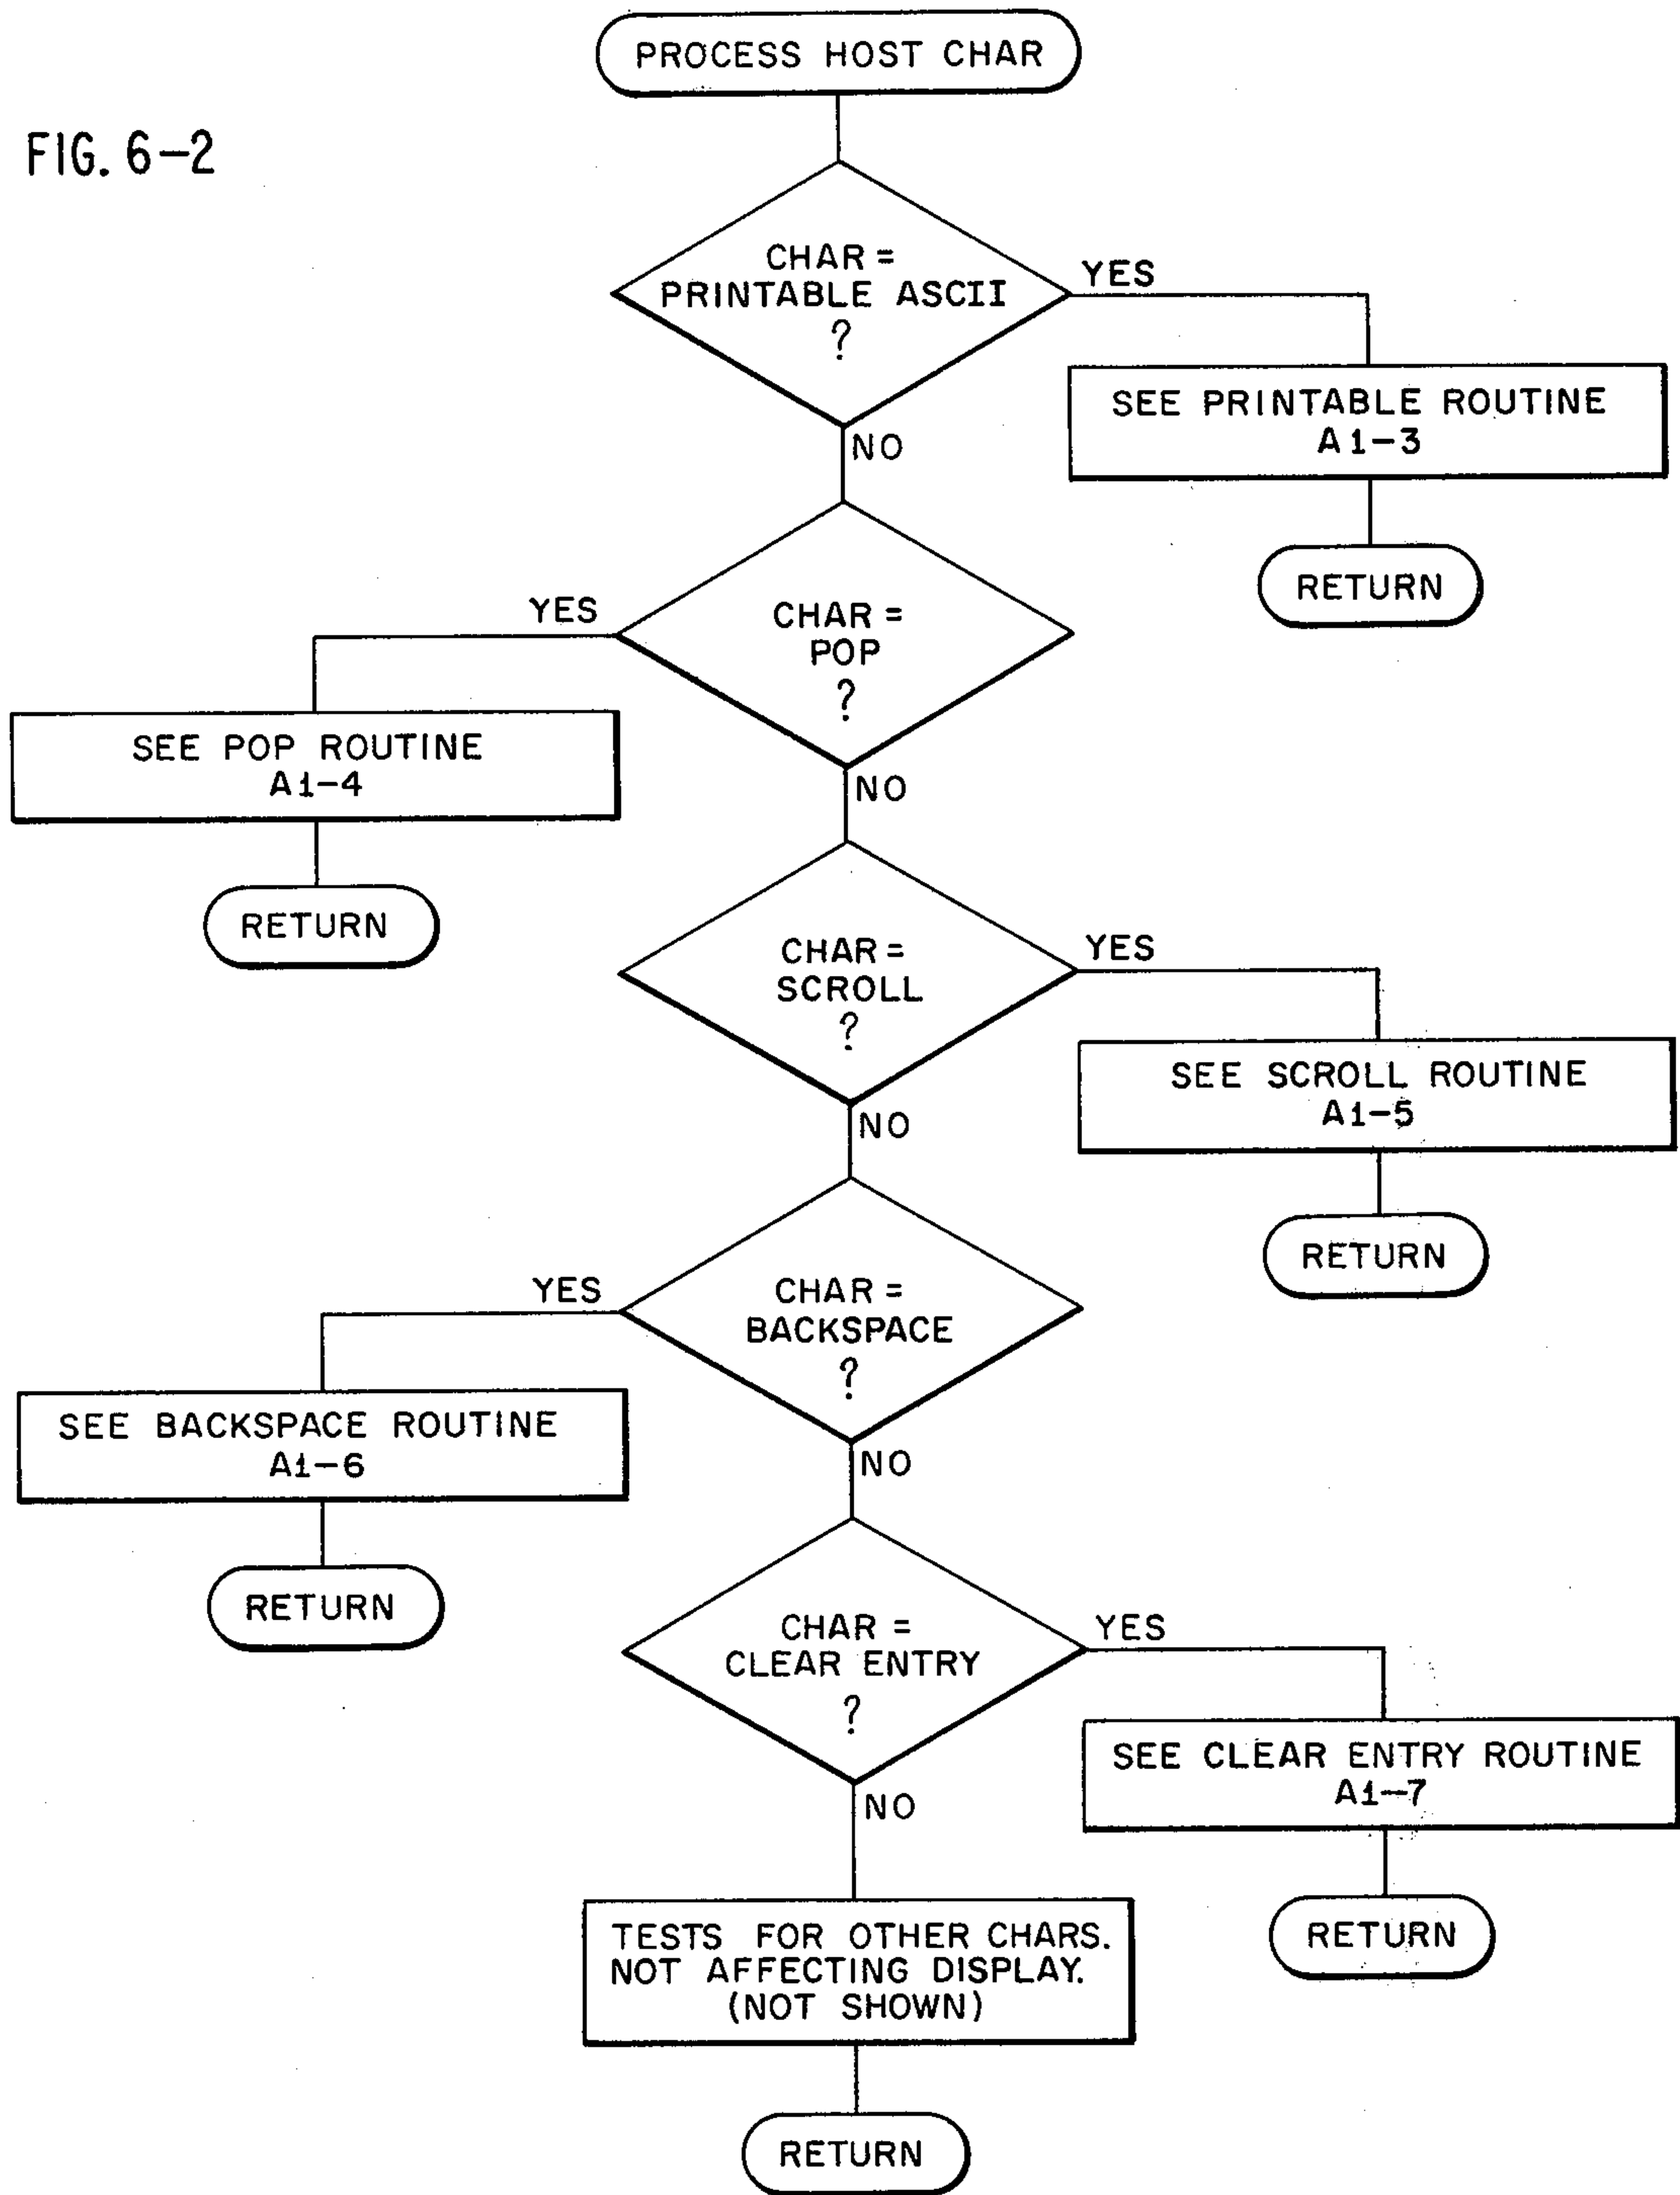 PROCESS HOST CHAR
FIG. 6-2
CHAR =
PRINTABLE ASCII
?
YES
SEE PRINTABLE ROUTINE
A1-3
NO
RETURN
CHAR =
POP
?
YES
SEE POP ROUTINE
A1-4
NO
RETURN
CHAR =
SCROLL
?
YES
SEE SCROLL ROUTINE
A1-5
NO
RETURN
CHAR =
BACKSPACE
?
YES
SEE BACKSPACE ROUTINE
A1-6
NO
RETURN
CHAR =
CLEAR ENTRY
?
YES
SEE CLEAR ENTRY ROUTINE
A1-7
NO
RETURN
TESTS FOR OTHER CHARS.
NOT AFFECTING DISPLAY.
(NOT SHOWN)
RETURN